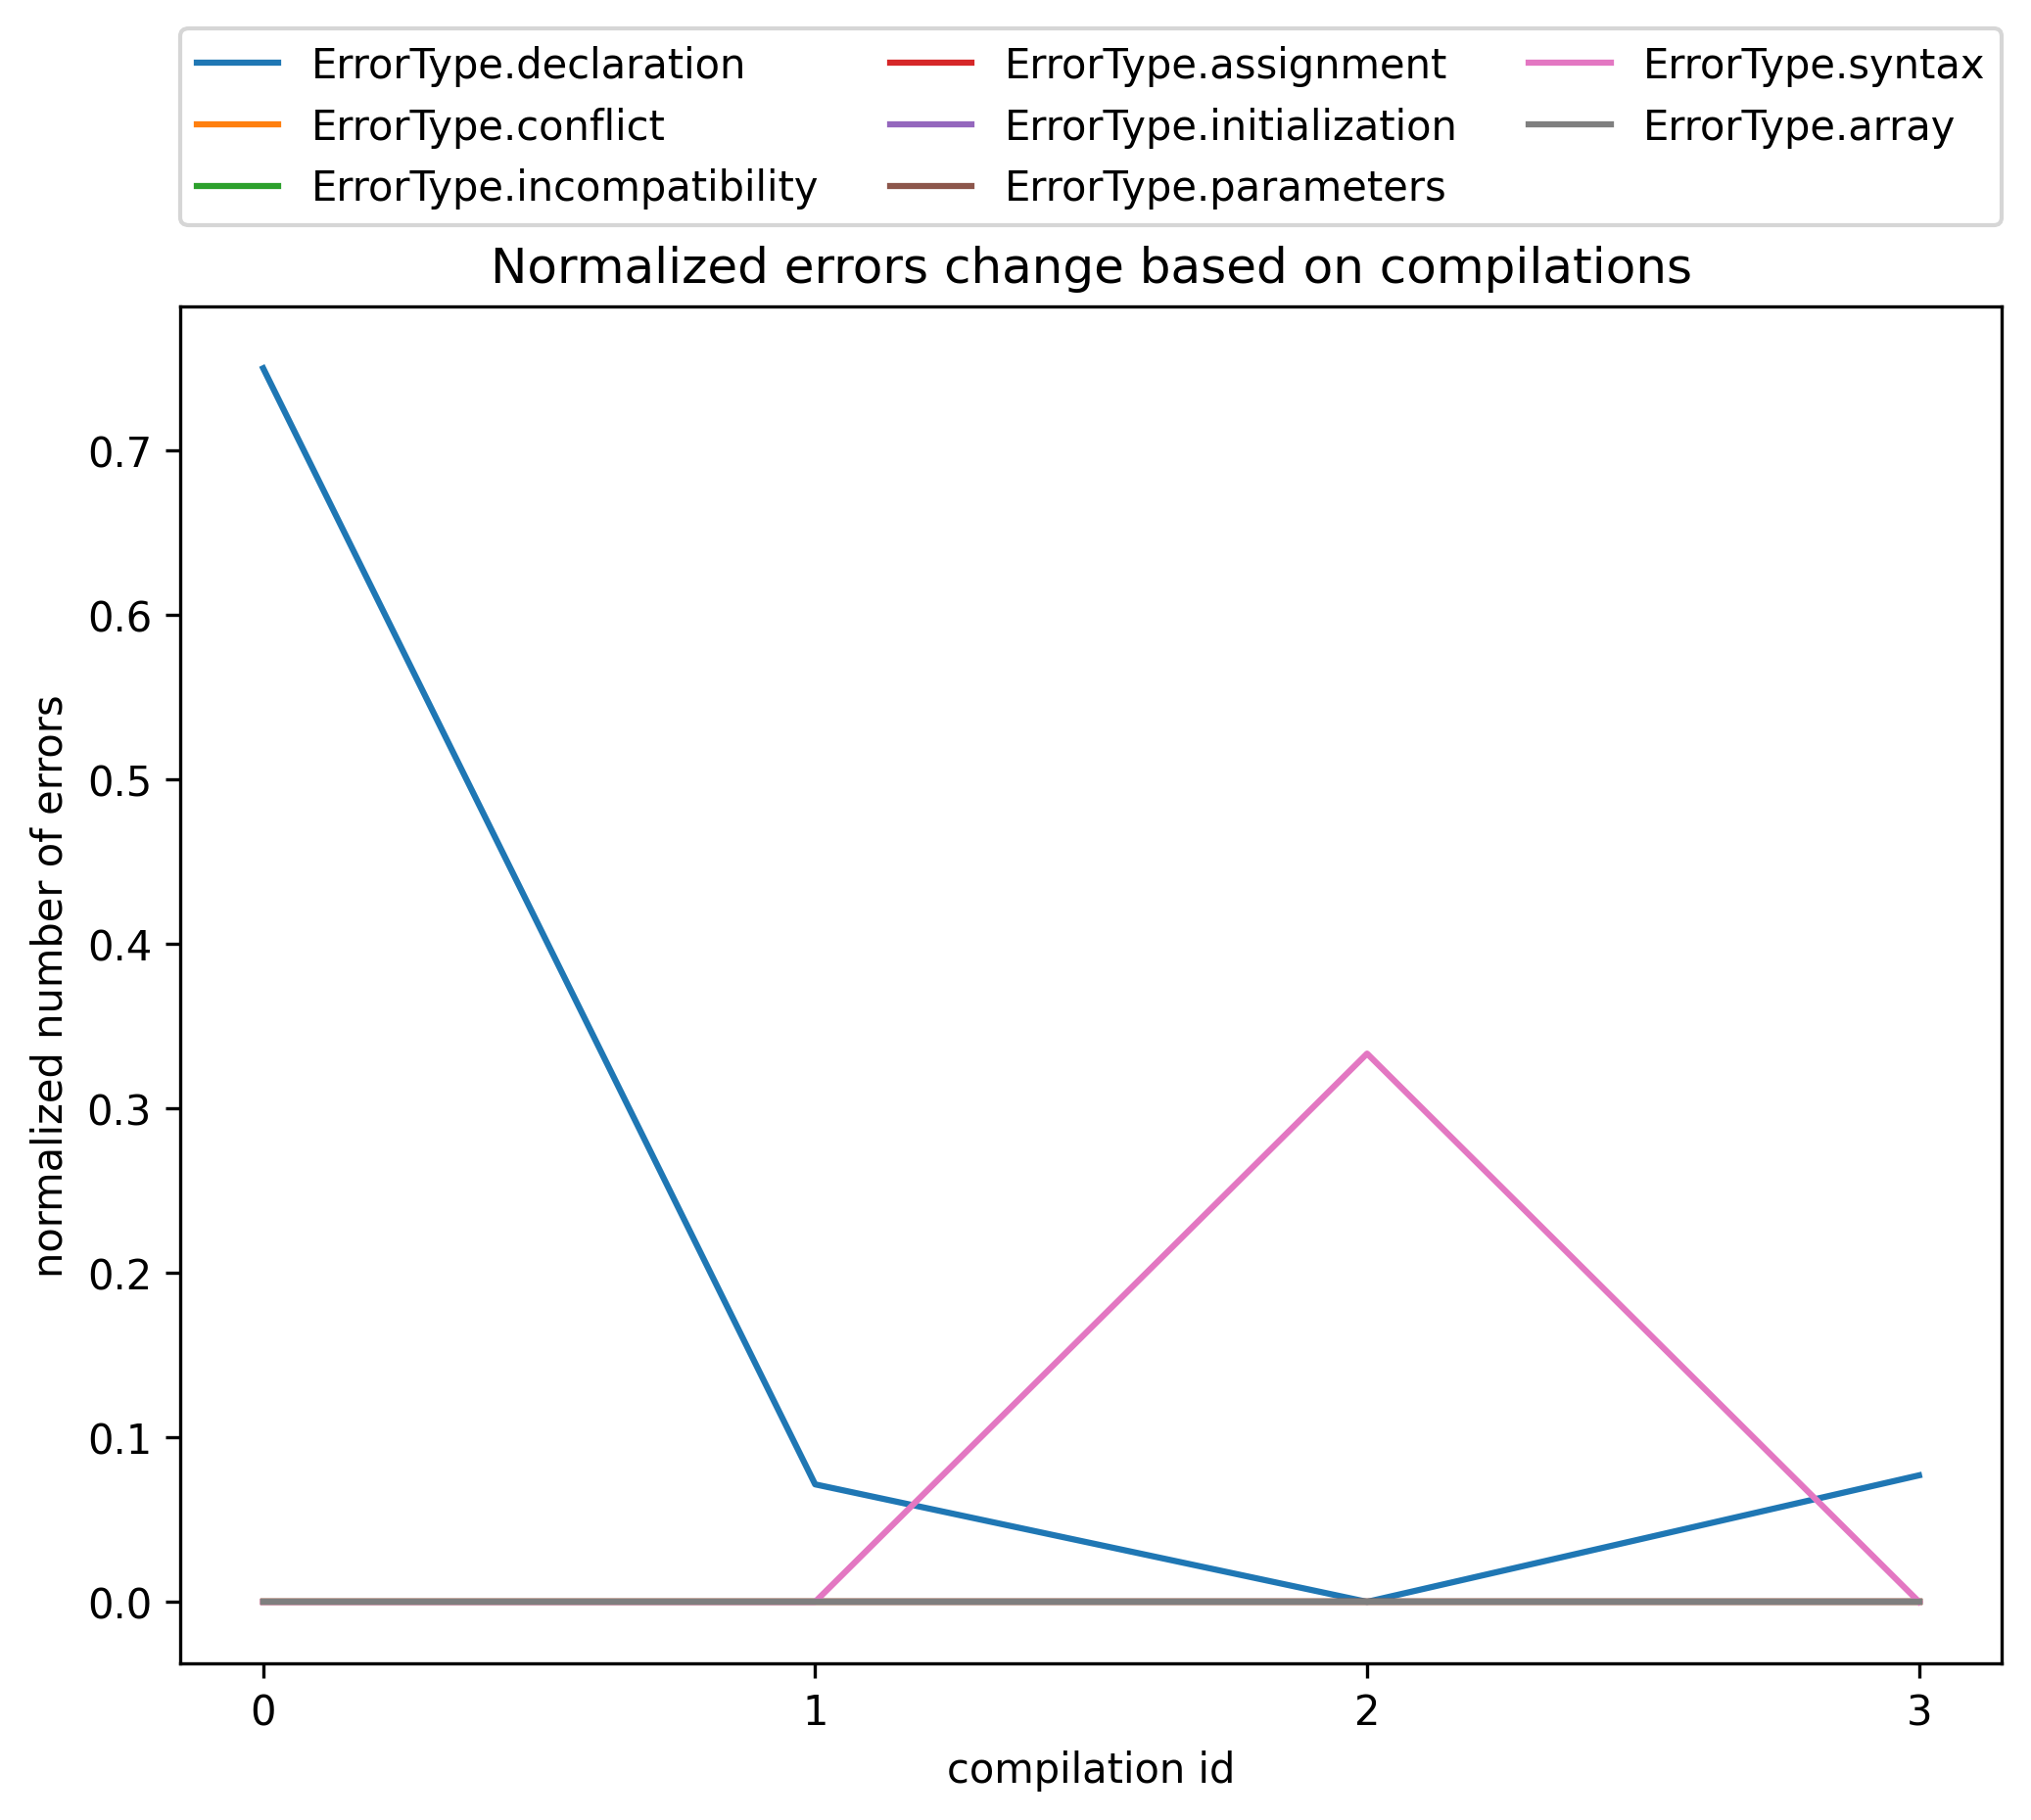 ErrorType.declaration
ErrorType.conflict
ErrorType.incompatibility
ErrorType.assignment
ErrorType.initialization
ErrorType.parameters
ErrorType.syntax
ErrorType.array
Normalized errors change based on compilations
normalized number of errors
0.7
0.6
0.5
0.4
0.3
0.2
0.1
0.0
0 1 2 3
compilation id